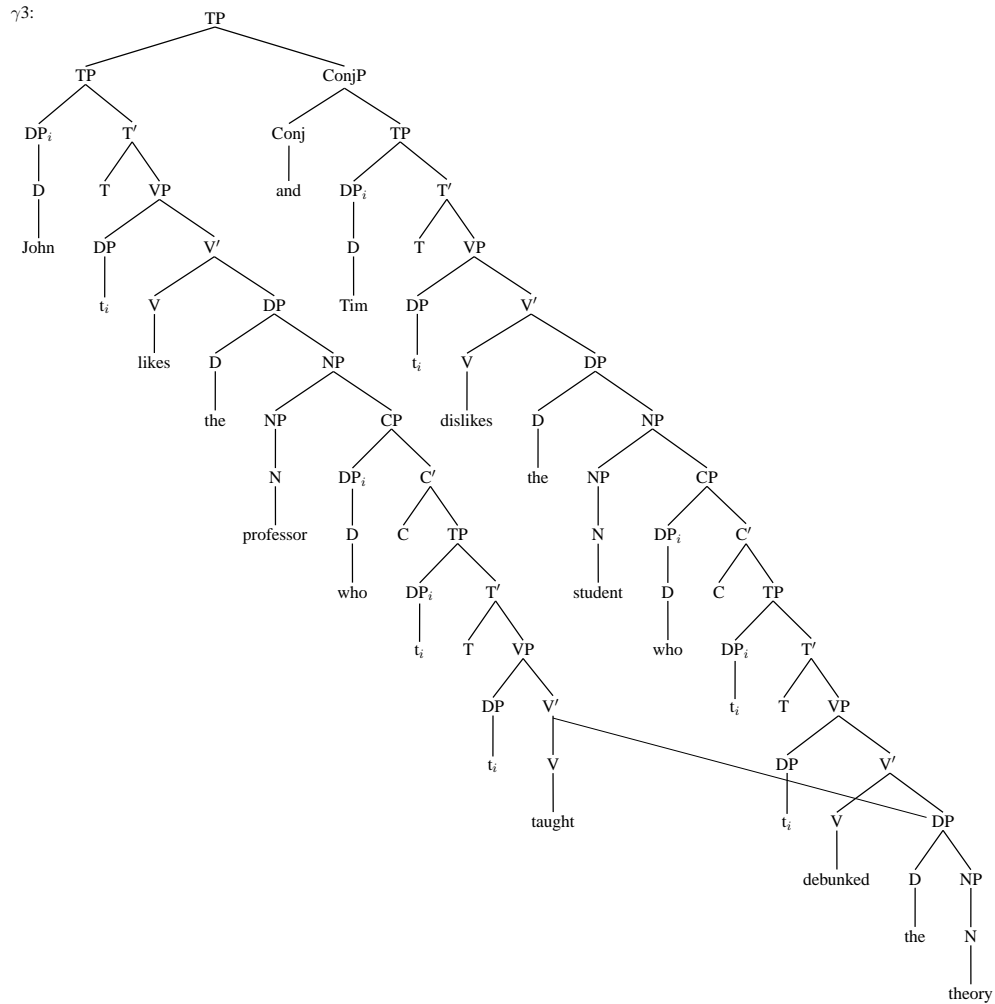 γ3:
TP
TP ConjP
DPᵢ T′ Conj TP
D T VP and DPᵢ T′
John DP V′ D T VP
tᵢ V DP Tim DP V′
likes D NP tᵢ V DP
the NP CP dislikes D NP
N DPᵢ C′ the NP CP
professor D C TP N DPᵢ C′
who DPᵢ T′ student D C TP
tᵢ T VP who DPᵢ T′
DP V′ tᵢ T VP
tᵢ V DP V′
taught tᵢ V DP
debunked D NP
the N
theory